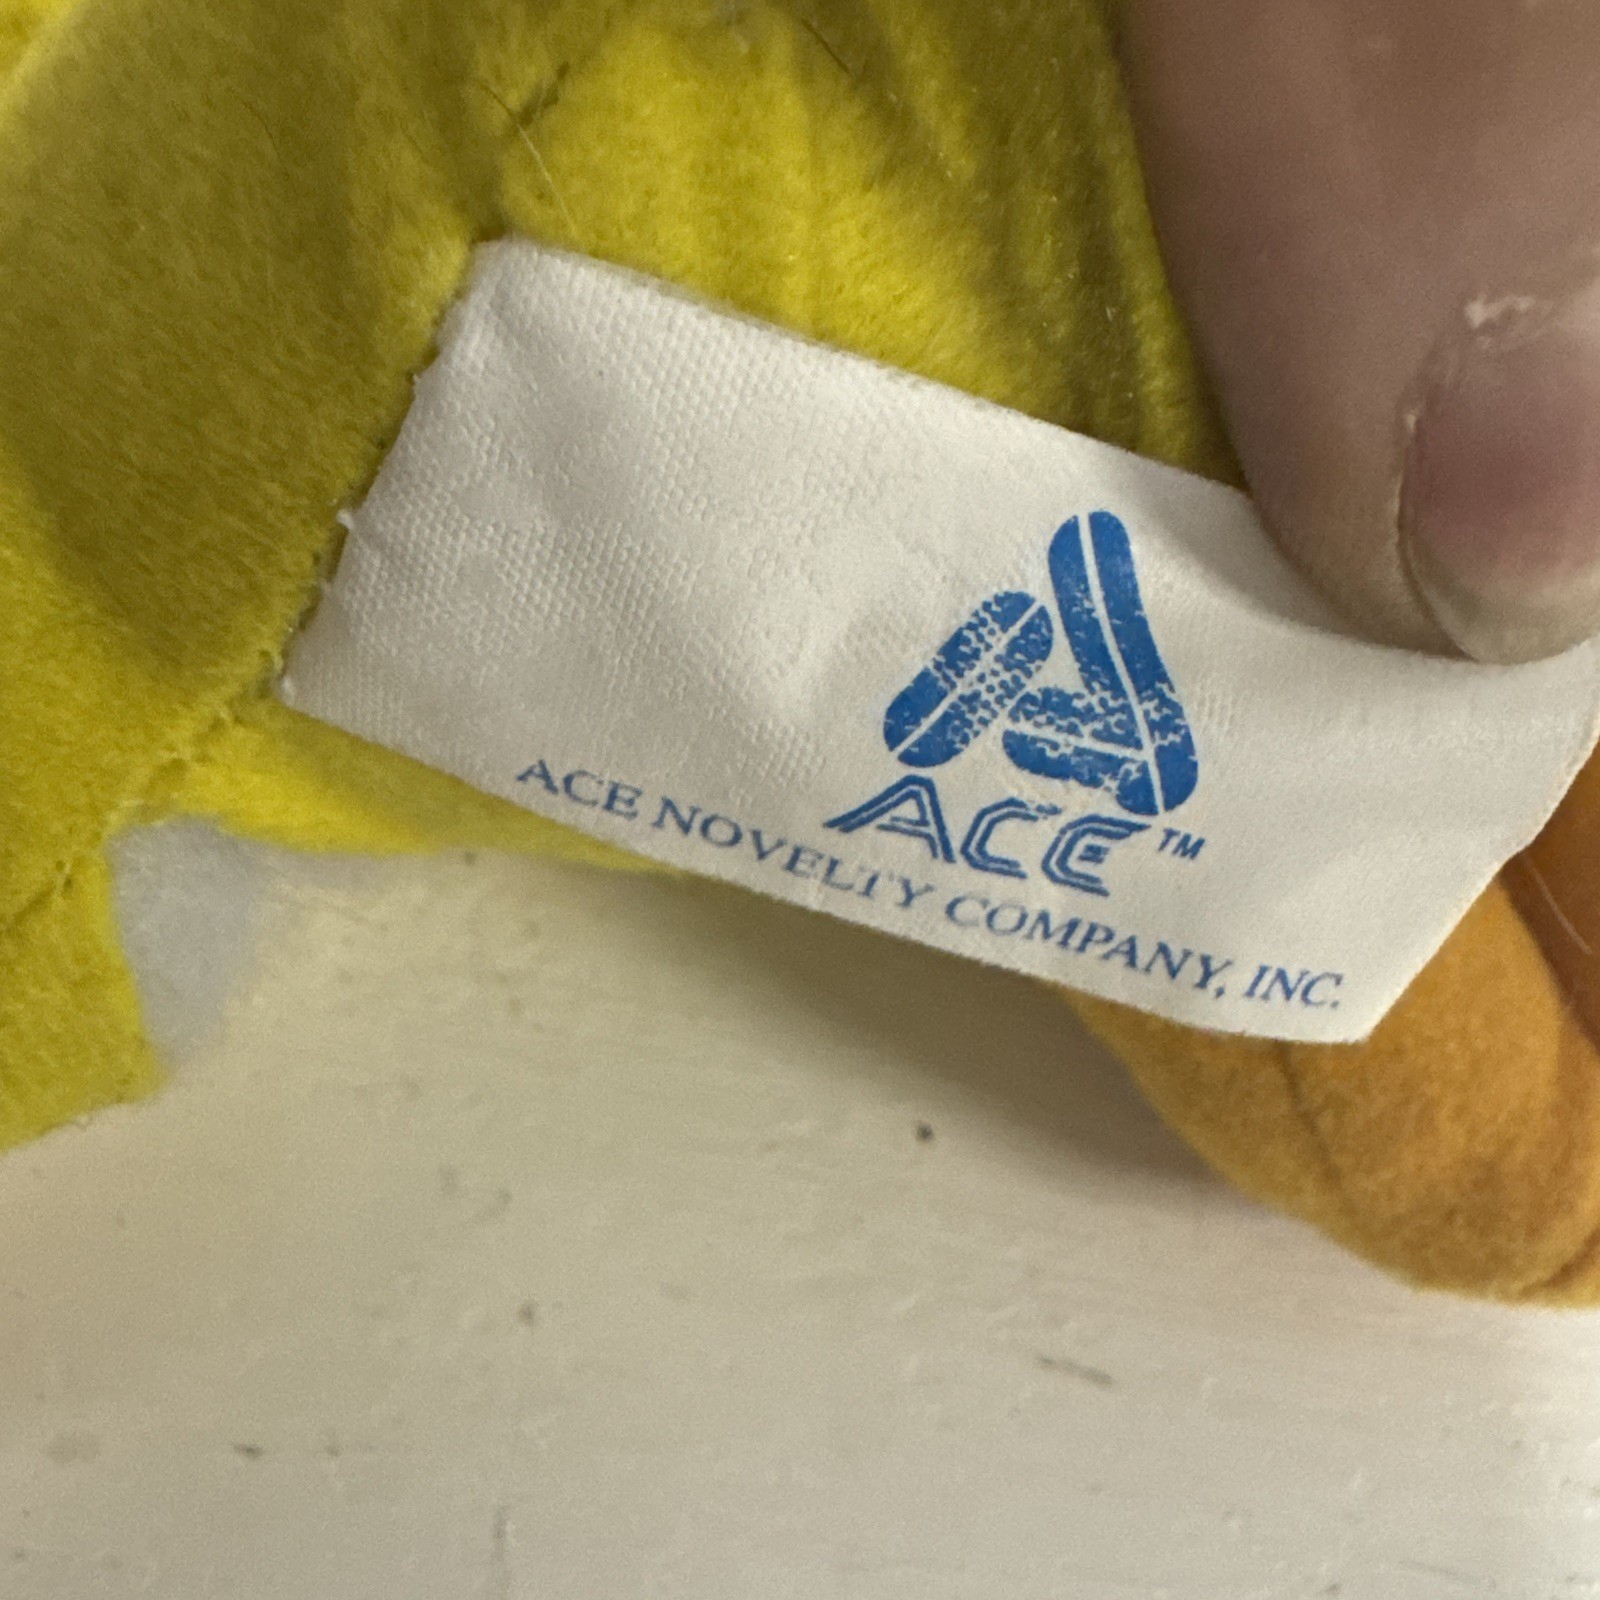 ACE™
ACE NOVELTY COMPANY, INC.